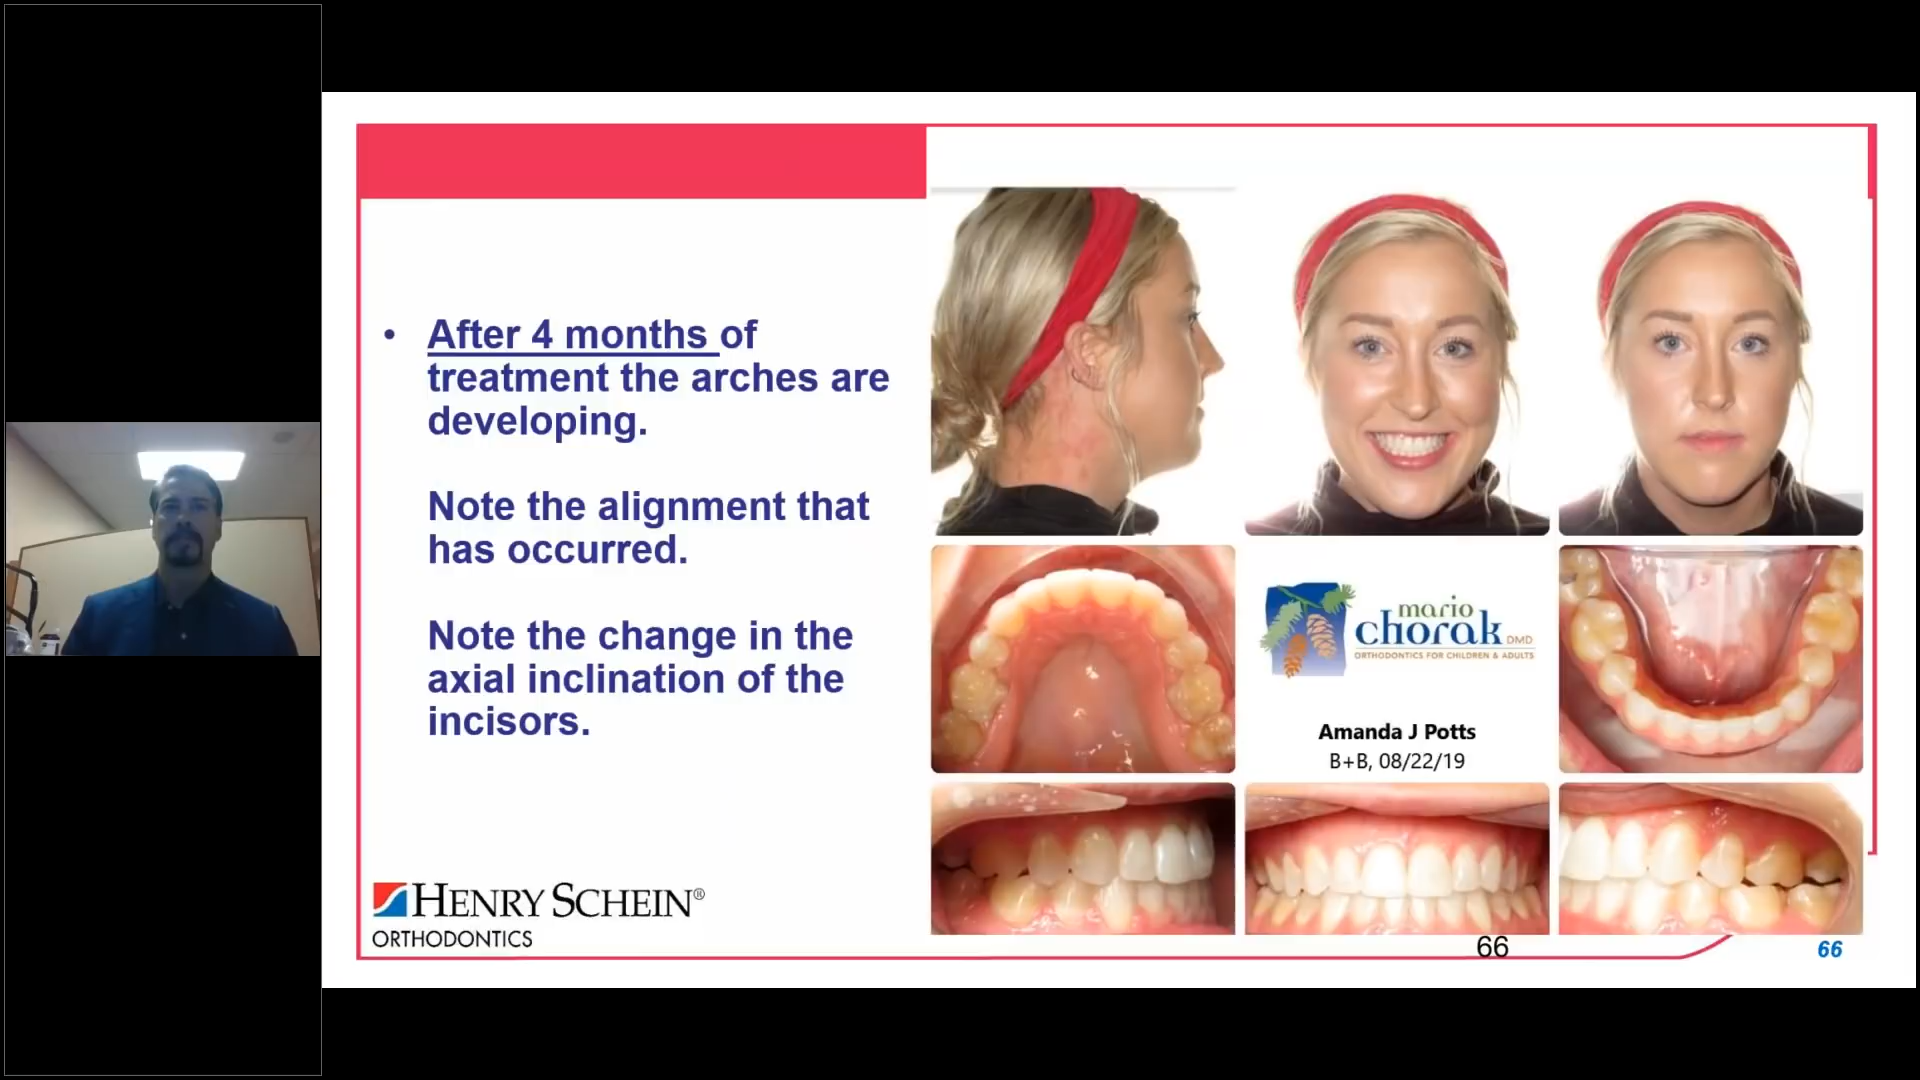 • After 4 months of
treatment the arches are
developing.
Note the alignment that
has occurred.
Note the change in the
axial inclination of the
incisors.
HENRY SCHEIN®
ORTHODONTICS
mario
chorak DMD
ORTHODONTICS FOR CHILDREN & ADULTS
Amanda J Potts
B+B, 08/22/19
66
66